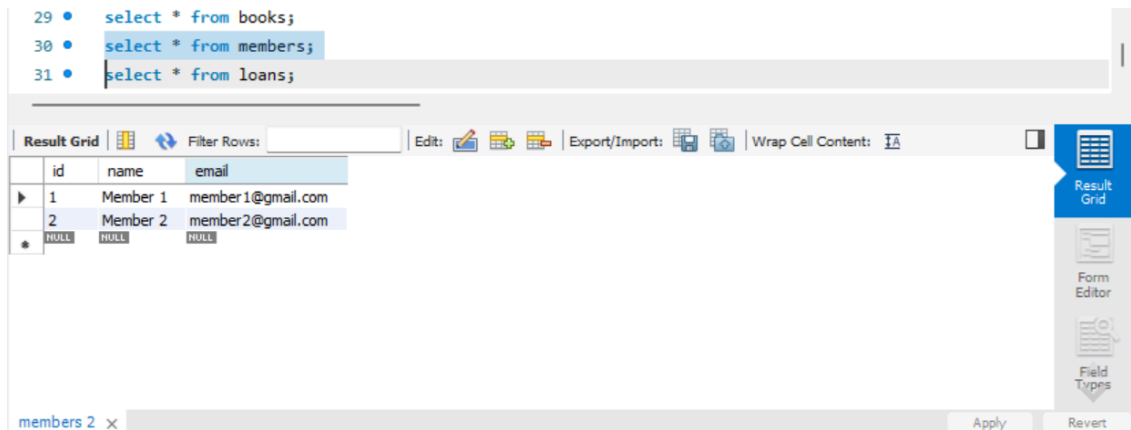 29 select * from books;
30 select * from members;
31 select * from loans;
Result Grid Filter Rows: Edit: Export/Import: Wrap Cell Content:
id name email
1 Member 1 member1@gmail.com
2 Member 2 member2@gmail.com
NULL NULL NULL
Result
Grid
Form
Editor
Field
Types
members 2 Apply Revert